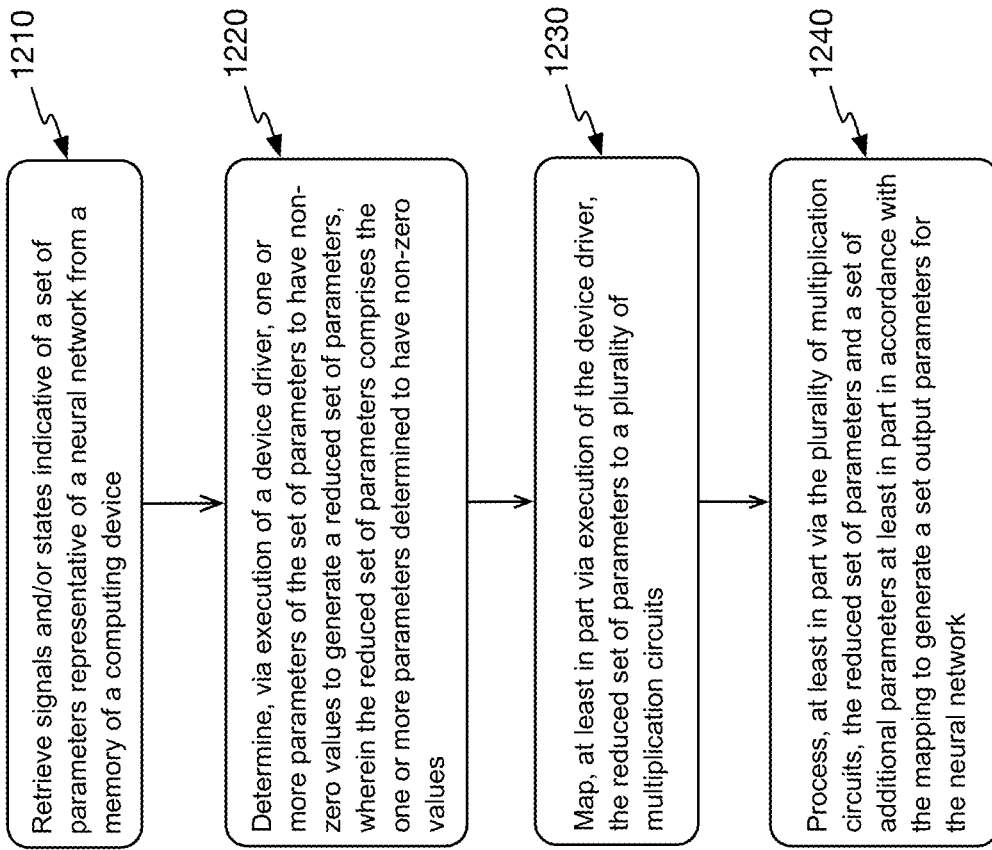 1210
Retrieve signals and/or states indicative of a set of
parameters representative of a neural network from a
memory of a computing device
1220
Determine, via execution of a device driver, one or
more parameters of the set of parameters to have non-
zero values to generate a reduced set of parameters,
wherein the reduced set of parameters comprises the
one or more parameters determined to have non-zero
values
1230
Map, at least in part via execution of the device driver,
the reduced set of parameters to a plurality of
multiplication circuits
1240
Process, at least in part via the plurality of multiplication
circuits, the reduced set of parameters and a set of
additional parameters at least in part in accordance with
the mapping to generate a set output parameters for
the neural network